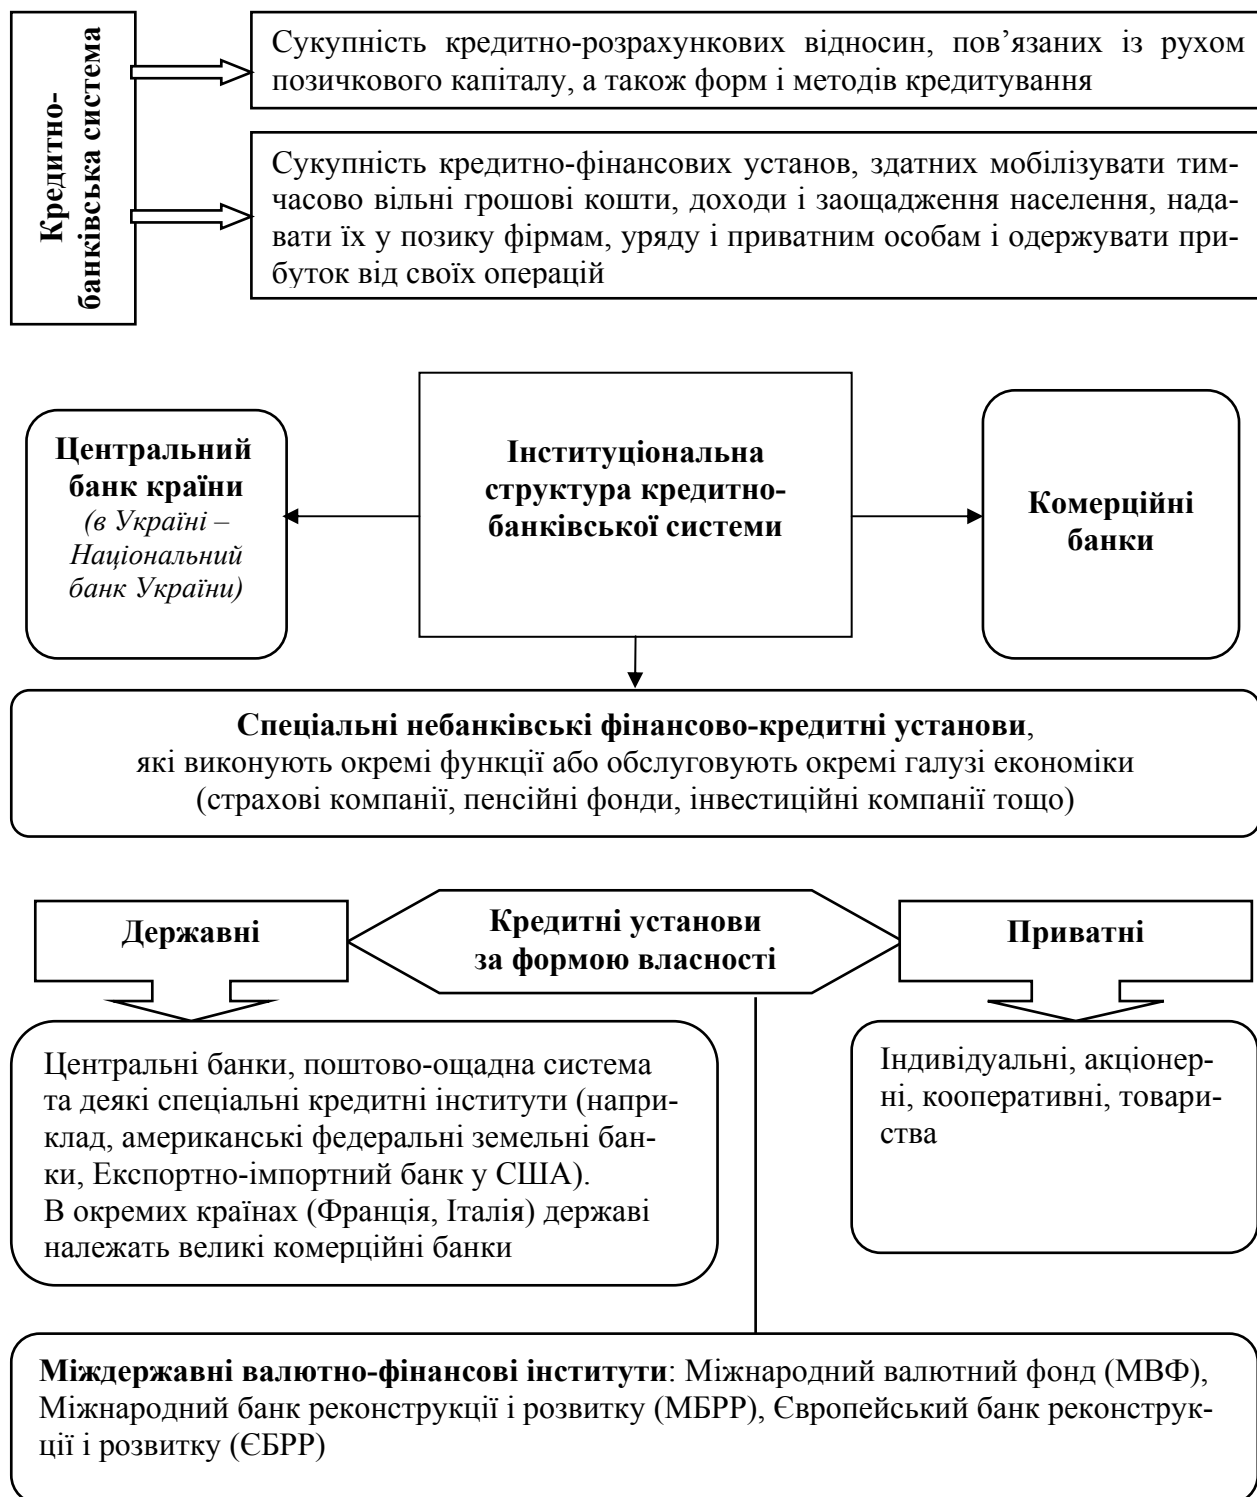 Кредитно-
банківська система
Сукупність кредитно-розрахункових відносин, пов’язаних із рухом
позичкового капіталу, а також форм і методів кредитування
Сукупність кредитно-фінансових установ, здатних мобілізувати тим-
часово вільні грошові кошти, доходи і заощадження населення, нада-
вати їх у позику фірмам, уряду і приватним особам і одержувати при-
буток від своїх операцій
Центральний
банк країни
(в Україні –
Національний
банк України)
Інституціональна
структура кредитно-
банківської системи
Комерційні
банки
Спеціальні небанківські фінансово-кредитні установи,
які виконують окремі функції або обслуговують окремі галузі економіки
(страхові компанії, пенсійні фонди, інвестиційні компанії тощо)
Державні
Кредитні установи
за формою власності
Приватні
Центральні банки, поштово-ощадна система
та деякі спеціальні кредитні інститути (напри-
клад, американські федеральні земельні бан-
ки, Експортно-імпортний банк у США).
В окремих країнах (Франція, Італія) державі
належать великі комерційні банки
Індивідуальні, акціонер-
ні, кооперативні, товари-
ства
Міждержавні валютно-фінансові інститути: Міжнародний валютний фонд (МВФ),
Міжнародний банк реконструкції і розвитку (МБРР), Європейський банк реконструк-
ції і розвитку (ЄБРР)